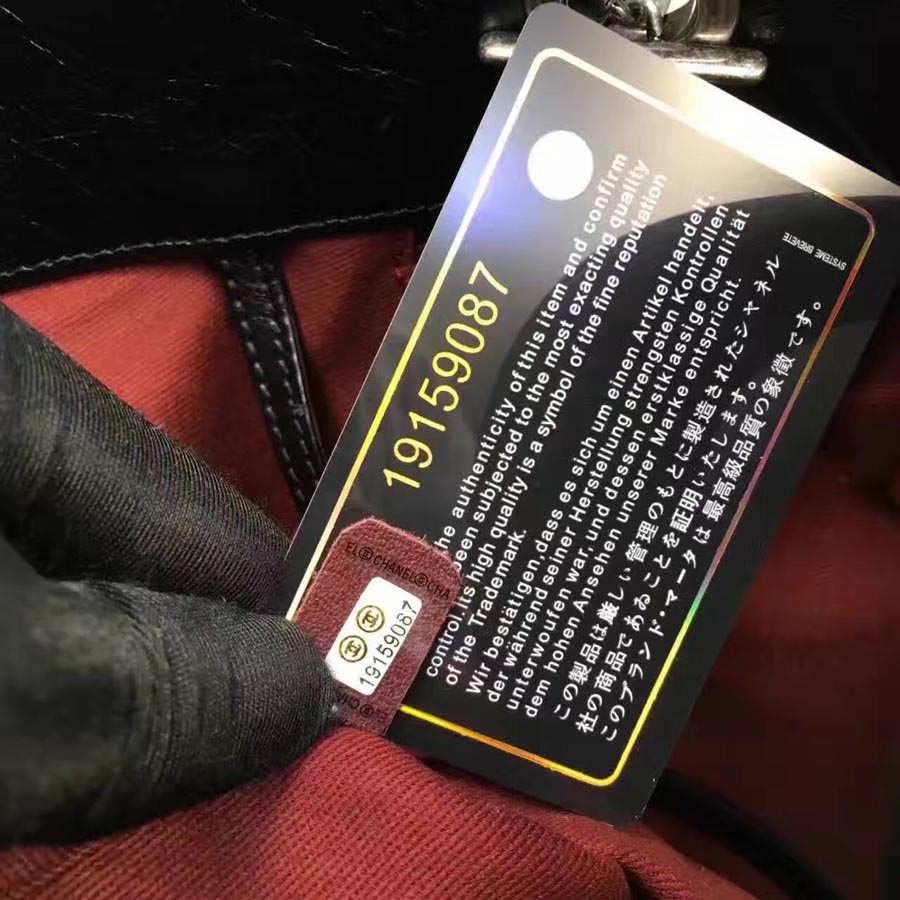 19159087
he authenticity of this item and confirm
een subjected to the most exacting quality
control. Its high quality is a symbol of the fine reputation
of the Trademark.
Wir bestätigen, dass es sich um einen Artikel handelt,
der während seiner Herstellung strengsten Kontrollen
unterwoufen war, und dessen erstklassige Qualität
dem hohen Ansehen unserer Marke entspricht.
この製品は厳しい管理のもとに製造されたシャネル
社の商品であることを証明いたします。
このブランド・マークは最高級品質の象徴です。
SYSTEME BREVETE
EL CHANEL CHA
19159087
CH